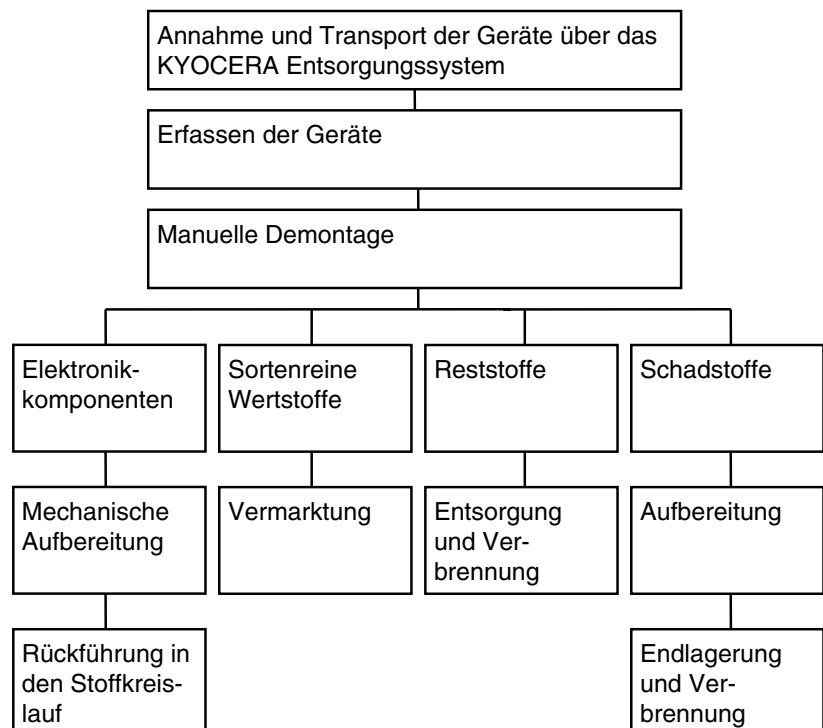 Annahme und Transport der Geräte über das
KYOCERA Entsorgungssystem
Erfassen der Geräte
Manuelle Demontage
Elektronik-
komponenten
Sortenreine
Wertstoffe
Reststoffe
Schadstoffe
Mechanische
Aufbereitung
Vermarktung
Entsorgung
und Ver-
brennung
Aufbereitung
Rückführung in
den Stoffkreis-
lauf
Endlagerung
und Ver-
brennung